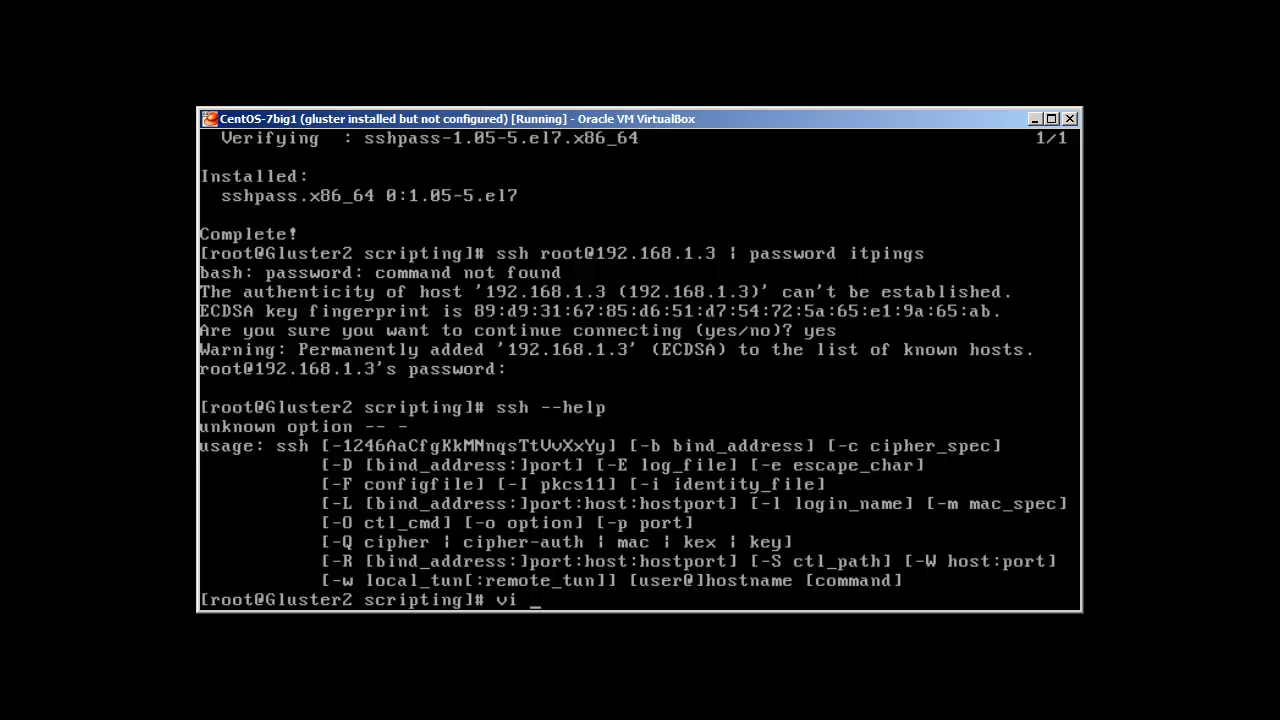 CentOS-7big1 (gluster installed but not configured) [Running] - Oracle VM VirtualBox
Verifying : sshpass-1.05-5.el7.x86_64 1/1
Installed:
sshpass.x86_64 0:1.05-5.el7
Complete!
[root@Gluster2 scripting]# ssh root@192.168.1.3 | password itpings
bash: password: command not found
The authenticity of host '192.168.1.3 (192.168.1.3)' can't be established.
ECDSA key fingerprint is 89:d9:31:67:85:d6:51:d7:54:72:5a:65:e1:9a:65:ab.
Are you sure you want to continue connecting (yes/no)? yes
Warning: Permanently added '192.168.1.3' (ECDSA) to the list of known hosts.
root@192.168.1.3's password:
[root@Gluster2 scripting]# ssh --help
unknown option -- -
usage: ssh [-1246AaCfgKkMNnqsTtVvXxYy] [-b bind_address] [-c cipher_spec]
[-D [bind_address:]port] [-E log_file] [-e escape_char]
[-F configfile] [-I pkcs11] [-i identity_file]
[-L [bind_address:]port:host:hostport] [-l login_name] [-m mac_spec]
[-O ctl_cmd] [-o option] [-p port]
[-Q cipher | cipher-auth | mac | kex | key]
[-R [bind_address:]port:host:hostport] [-S ctl_path] [-W host:port]
[-w local_tun[:remote_tun]] [user@]hostname [command]
[root@Gluster2 scripting]# vi _